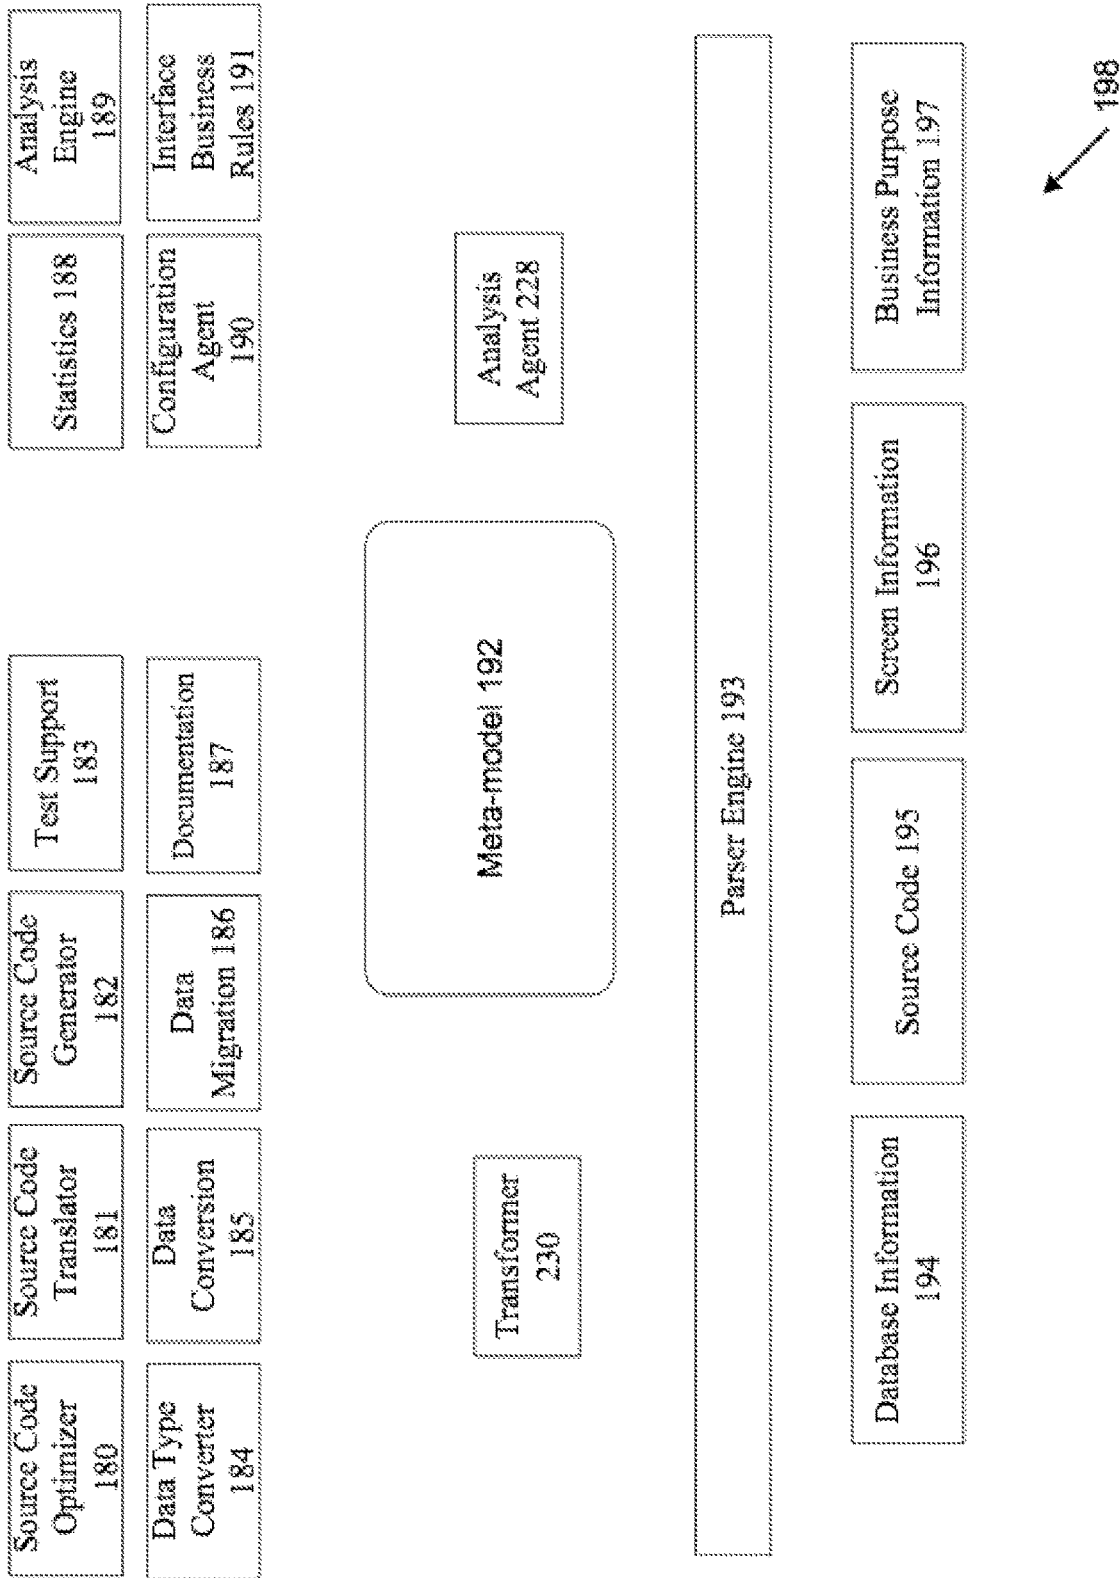 Source Code
Optimizer
180
Source Code
Translator
181
Source Code
Generator
182
Test Support
183
Statistics 188
Analysis
Engine
189
Data Type
Converter
184
Data
Conversion
185
Data
Migration 186
Documentation
187
Configuration
Agent
190
Interface
Business
Rules 191
Transformer
230
Meta-model 192
Analysis
Agent 228
Parser Engine 193
Database Information
194
Source Code 195
Screen Information
196
Business Purpose
Information 197
198